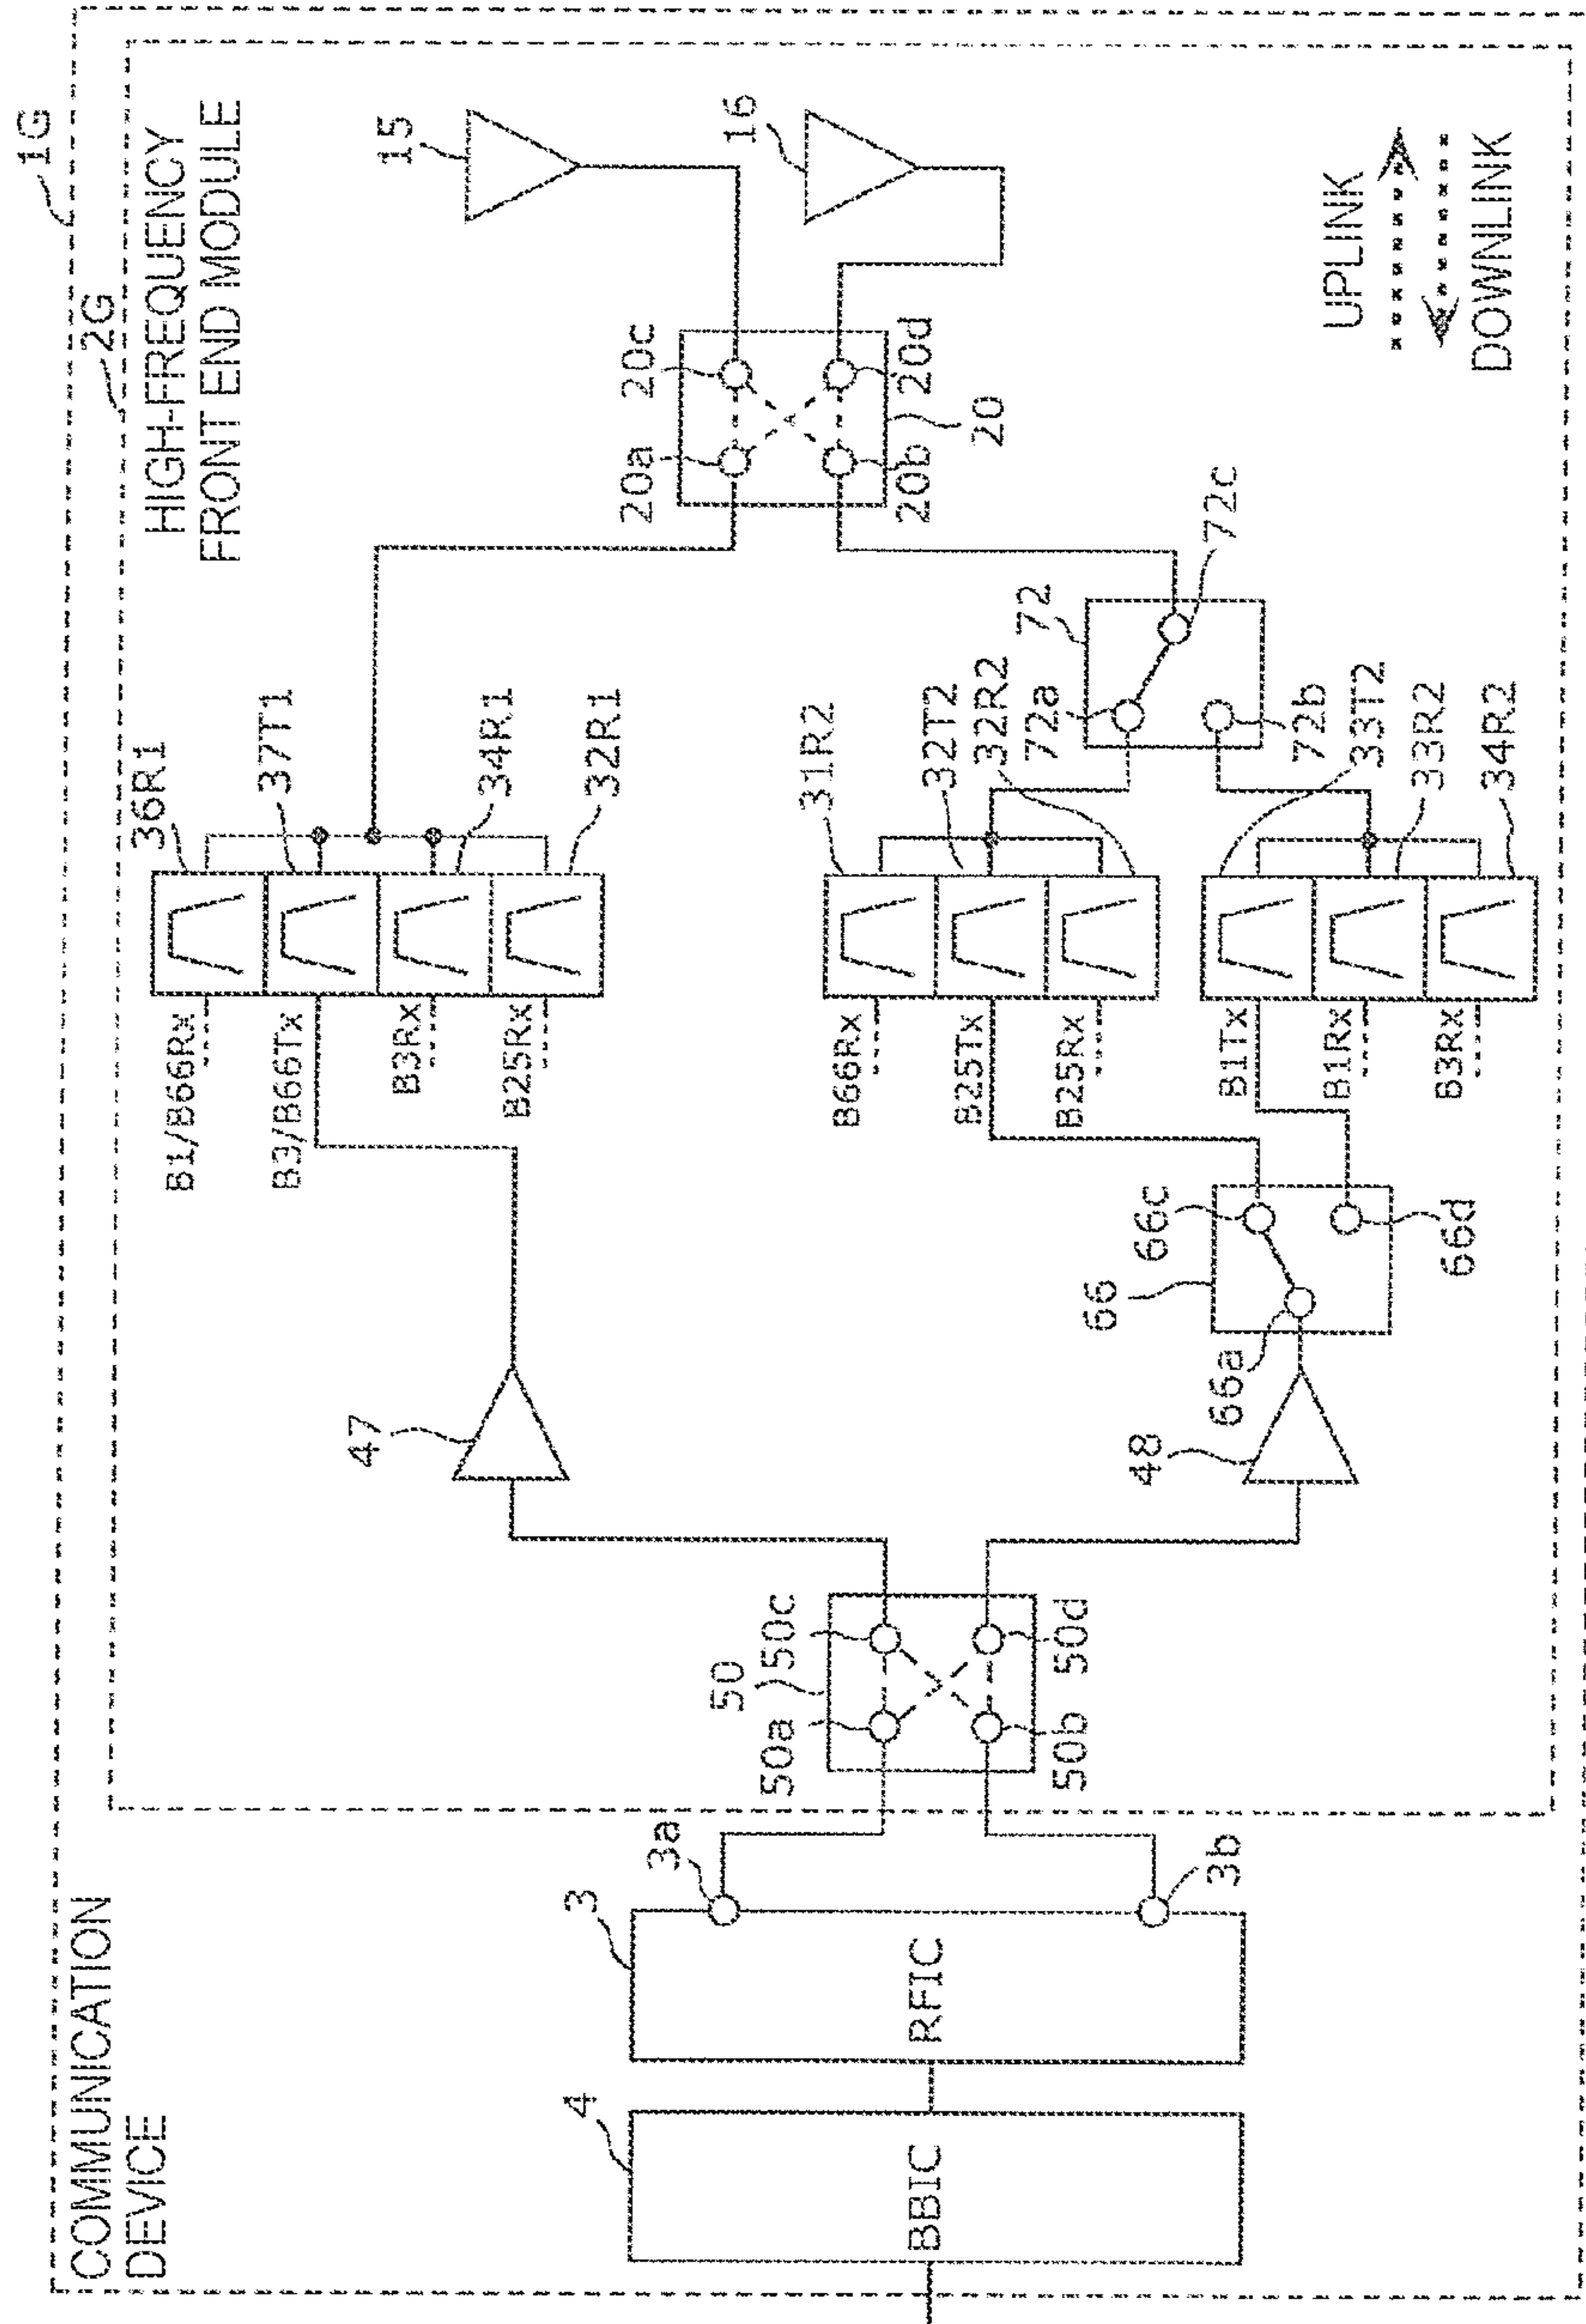 1G
COMMUNICATION
DEVICE
2G
HIGH-FREQUENCY
FRONT END MODULE
36R1
37T1
34R1
32R1
B1/B66Rx
B3/B66Tx
B3Rx
B25Rx
15
16
47
20a
20c
20b
20d
20
50
50a
50c
50b
50d
3
3a
3b
RFIC
4
BBIC
31R2
32T2
32R2
B66Rx
B25Tx
B25Rx
72
72a
72b
72c
33T2
33R2
34R2
B1Tx
B1Rx
B3Rx
66
66a
66c
66d
48
UPLINK
DOWNLINK